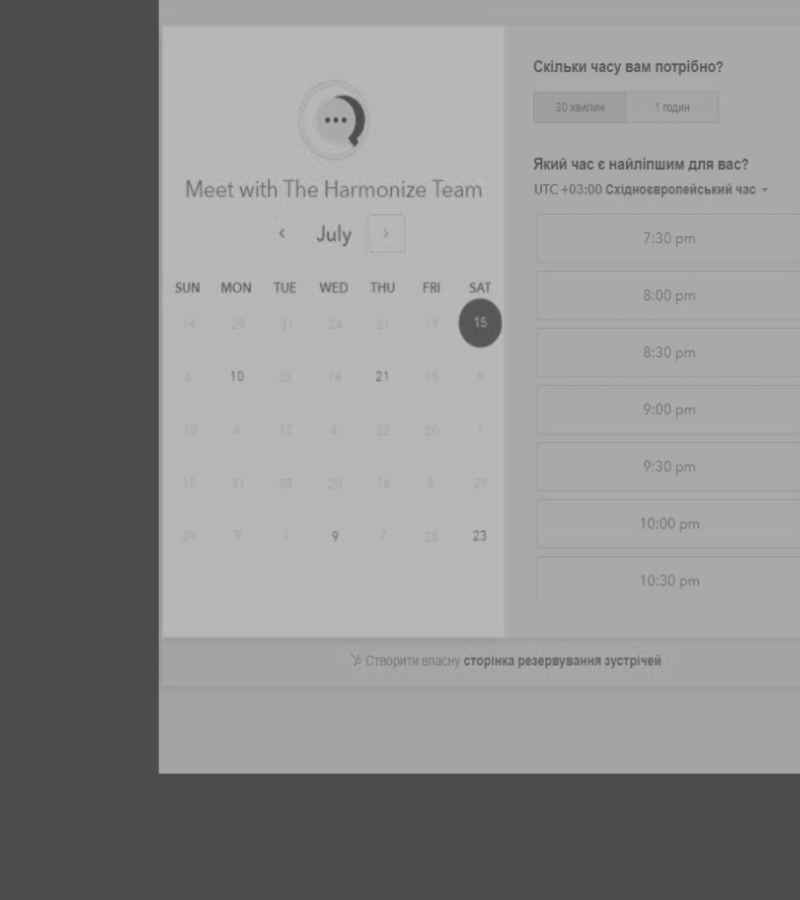 Meet with The Harmonize Team
‹ July ›
SUN MON TUE WED THU FRI SAT
14 29 31 24 21 19 15
6 10 25 14 21 15 8
10 4 12 4 22 20 1
15 31 28 20 16 5 29
29 9 7 9 7 28 23
Скільки часу вам потрібно?
30 хвилин 1 годин
Який час є найліпшим для вас?
UTC +03:00 Східноєвропейський час
7:30 pm
8:00 pm
8:30 pm
9:00 pm
9:30 pm
10:00 pm
10:30 pm
Створити власну сторінка резервування зустрічей